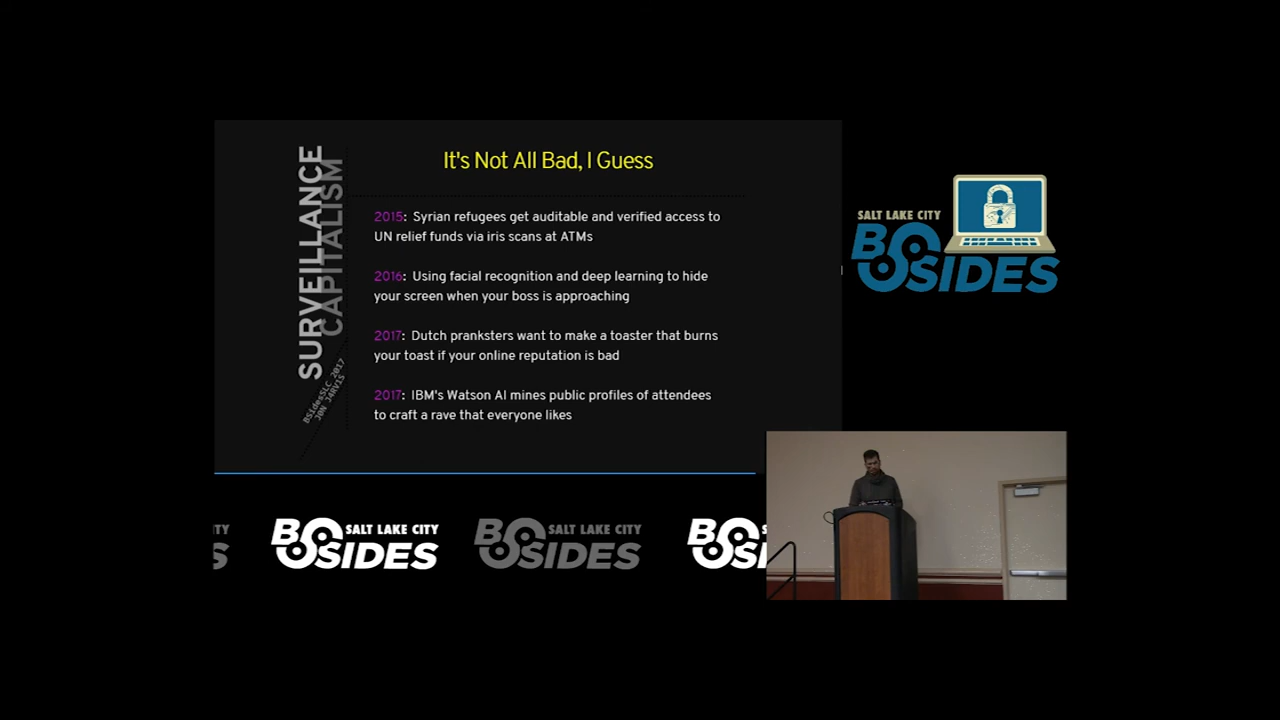 SURVEILLANCE
CAPITALISM
BSidesSLC 2017
J0N J4RV1S
It's Not All Bad, I Guess
2015: Syrian refugees get auditable and verified access to
UN relief funds via iris scans at ATMs
2016: Using facial recognition and deep learning to hide
your screen when your boss is approaching
2017: Dutch pranksters want to make a toaster that burns
your toast if your online reputation is bad
2017: IBM's Watson AI mines public profiles of attendees
to craft a rave that everyone likes
SALT LAKE CITY
BSIDES
TY
S
SALT LAKE CITY
BSIDES
SALT LAKE CITY
BSIDES
S
BSI